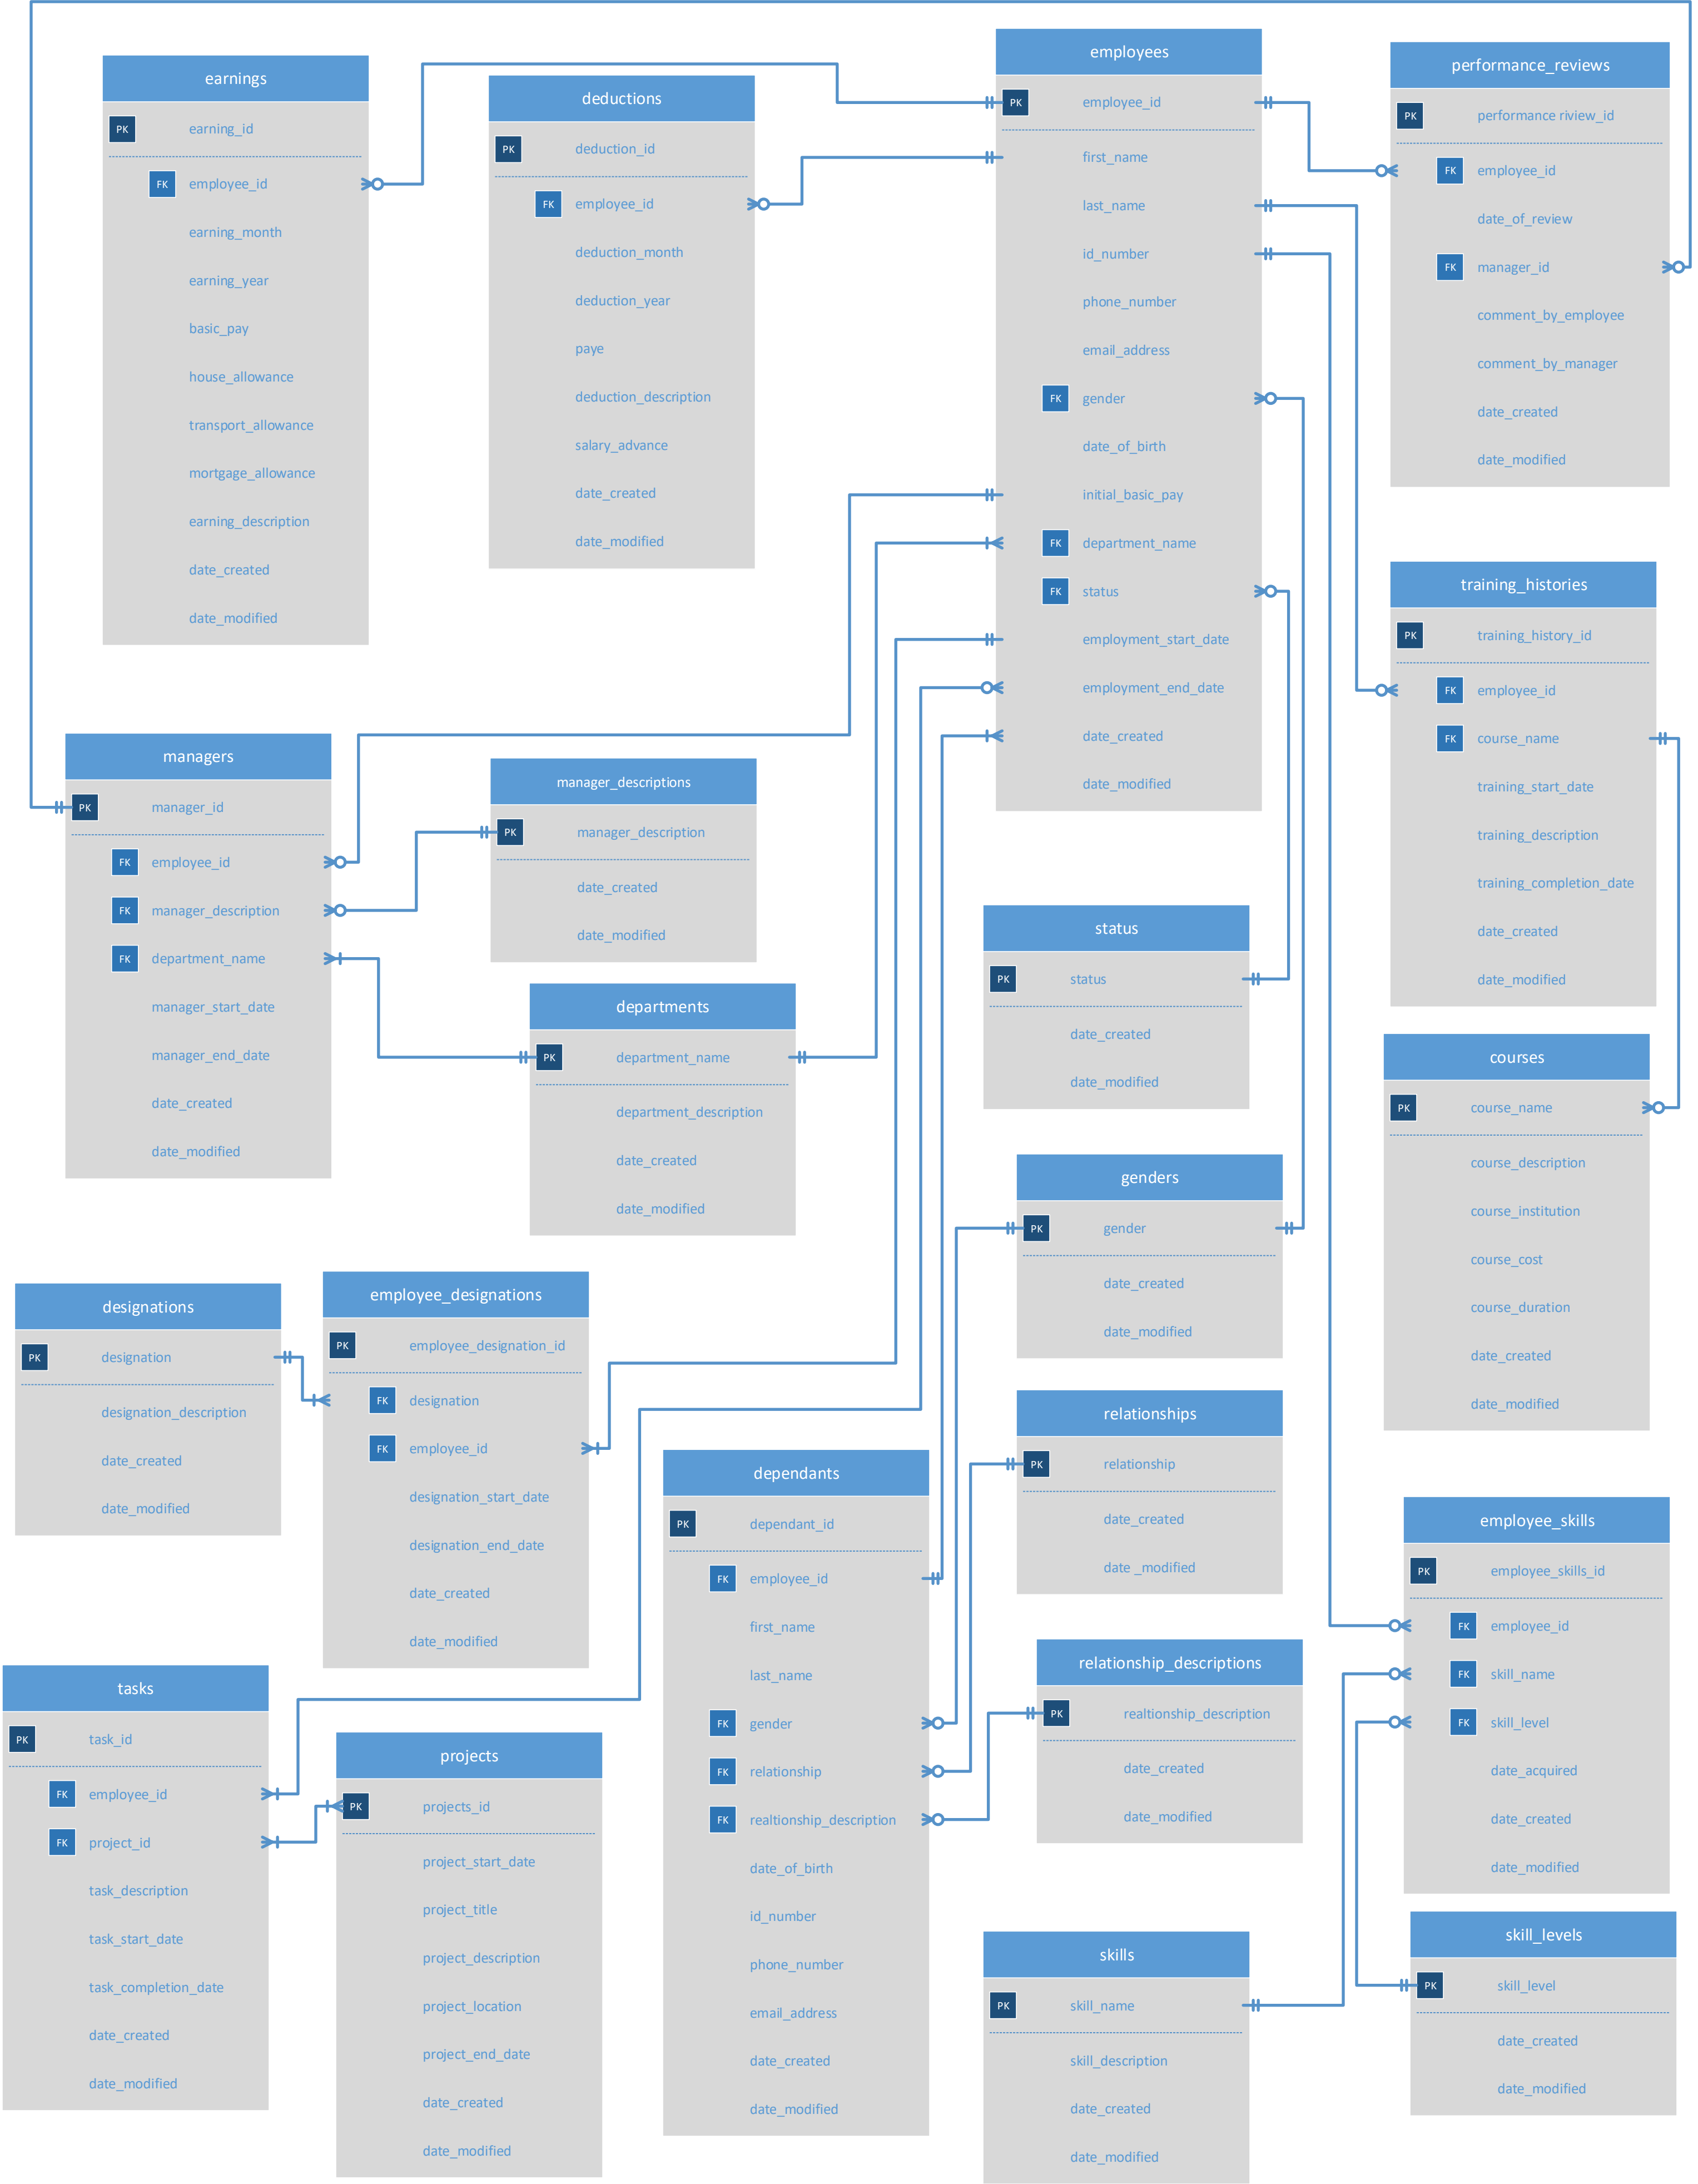 earnings
PK earning_id
FK employee_id
earning_month
earning_year
basic_pay
house_allowance
transport_allowance
mortgage_allowance
earning_description
date_created
date_modified
deductions
PK deduction_id
FK employee_id
deduction_month
deduction_year
paye
deduction_description
salary_advance
date_created
date_modified
employees
PK employee_id
first_name
last_name
id_number
phone_number
email_address
FK gender
date_of_birth
initial_basic_pay
FK department_name
FK status
employment_start_date
employment_end_date
date_created
date_modified
performance_reviews
PK performance riview_id
FK employee_id
date_of_review
FK manager_id
comment_by_employee
comment_by_manager
date_created
date_modified
training_histories
PK training_history_id
FK employee_id
FK course_name
training_start_date
training_description
training_completion_date
date_created
date_modified
managers
PK manager_id
FK employee_id
FK manager_description
FK department_name
manager_start_date
manager_end_date
date_created
date_modified
manager_descriptions
PK manager_description
date_created
date_modified
departments
PK department_name
department_description
date_created
date_modified
status
PK status
date_created
date_modified
courses
PK course_name
course_description
course_institution
course_cost
course_duration
date_created
date_modified
genders
PK gender
date_created
date_modified
designations
PK designation
designation_description
date_created
date_modified
employee_designations
PK employee_designation_id
FK designation
FK employee_id
designation_start_date
designation_end_date
date_created
date_modified
relationships
PK relationship
date_created
date _modified
dependants
PK dependant_id
FK employee_id
first_name
last_name
FK gender
FK relationship
FK realtionship_description
date_of_birth
id_number
phone_number
email_address
date_created
date_modified
employee_skills
PK employee_skills_id
FK employee_id
FK skill_name
FK skill_level
date_acquired
date_created
date_modified
relationship_descriptions
PK realtionship_description
date_created
date_modified
tasks
PK task_id
FK employee_id
FK project_id
task_description
task_start_date
task_completion_date
date_created
date_modified
projects
PK projects_id
project_start_date
project_title
project_description
project_location
project_end_date
date_created
date_modified
skills
PK skill_name
skill_description
date_created
date_modified
skill_levels
PK skill_level
date_created
date_modified